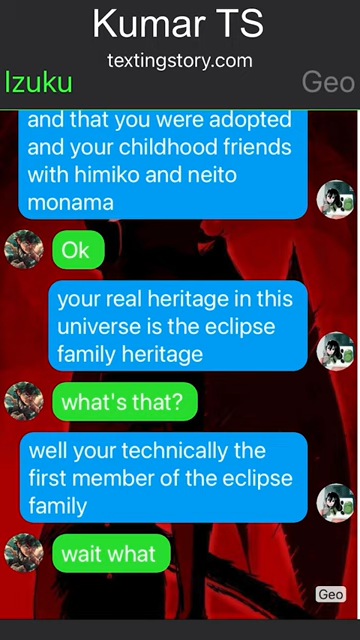 Kumar TS
textingstory.com
Izuku
Geo
and that you were adopted
and your childhood friends
with himiko and neito
monama
Ok
your real heritage in this
universe is the eclipse
family heritage
what's that?
well your technically the
first member of the eclipse
family
wait what
Geo